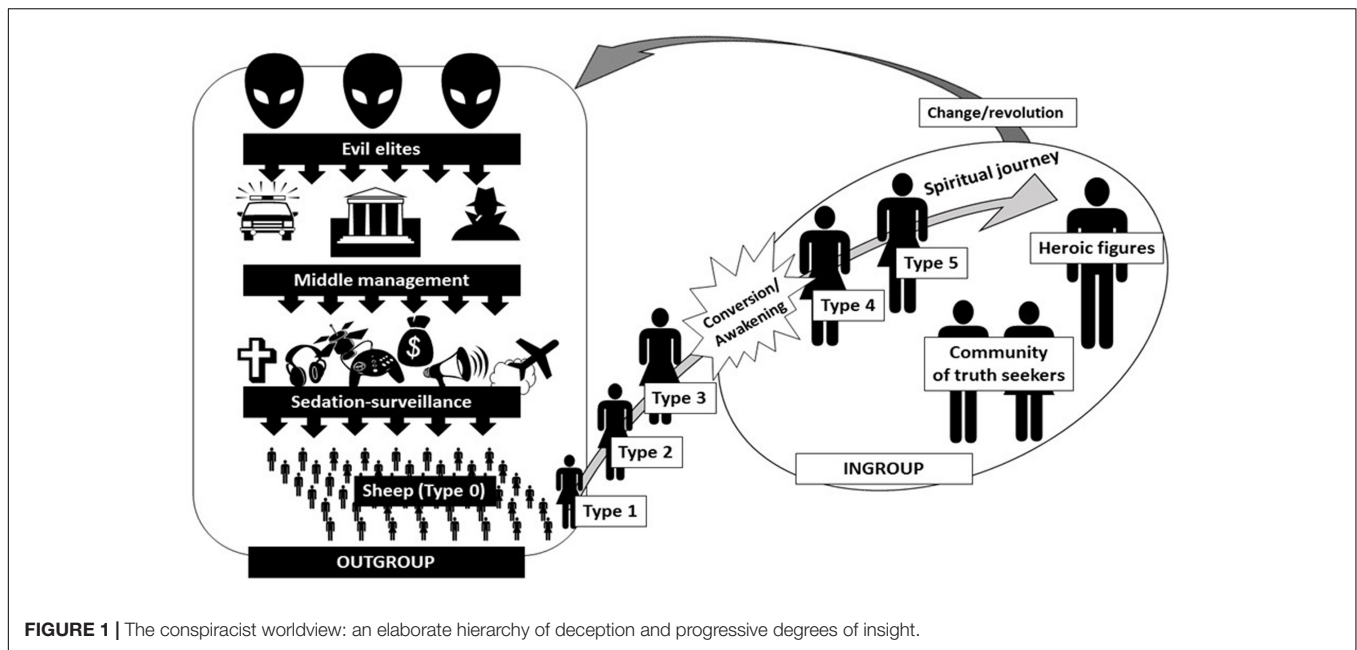 Evil elites
Middle management
$
Sedation-surveillance
Sheep (Type 0)
OUTGROUP
Type 1
Type 2
Type 3
Conversion/
Awakening
Type 4
Type 5
Spiritual journey
Change/revolution
Heroic figures
Community
of truth seekers
INGROUP
FIGURE 1 | The conspiracist worldview: an elaborate hierarchy of deception and progressive degrees of insight.